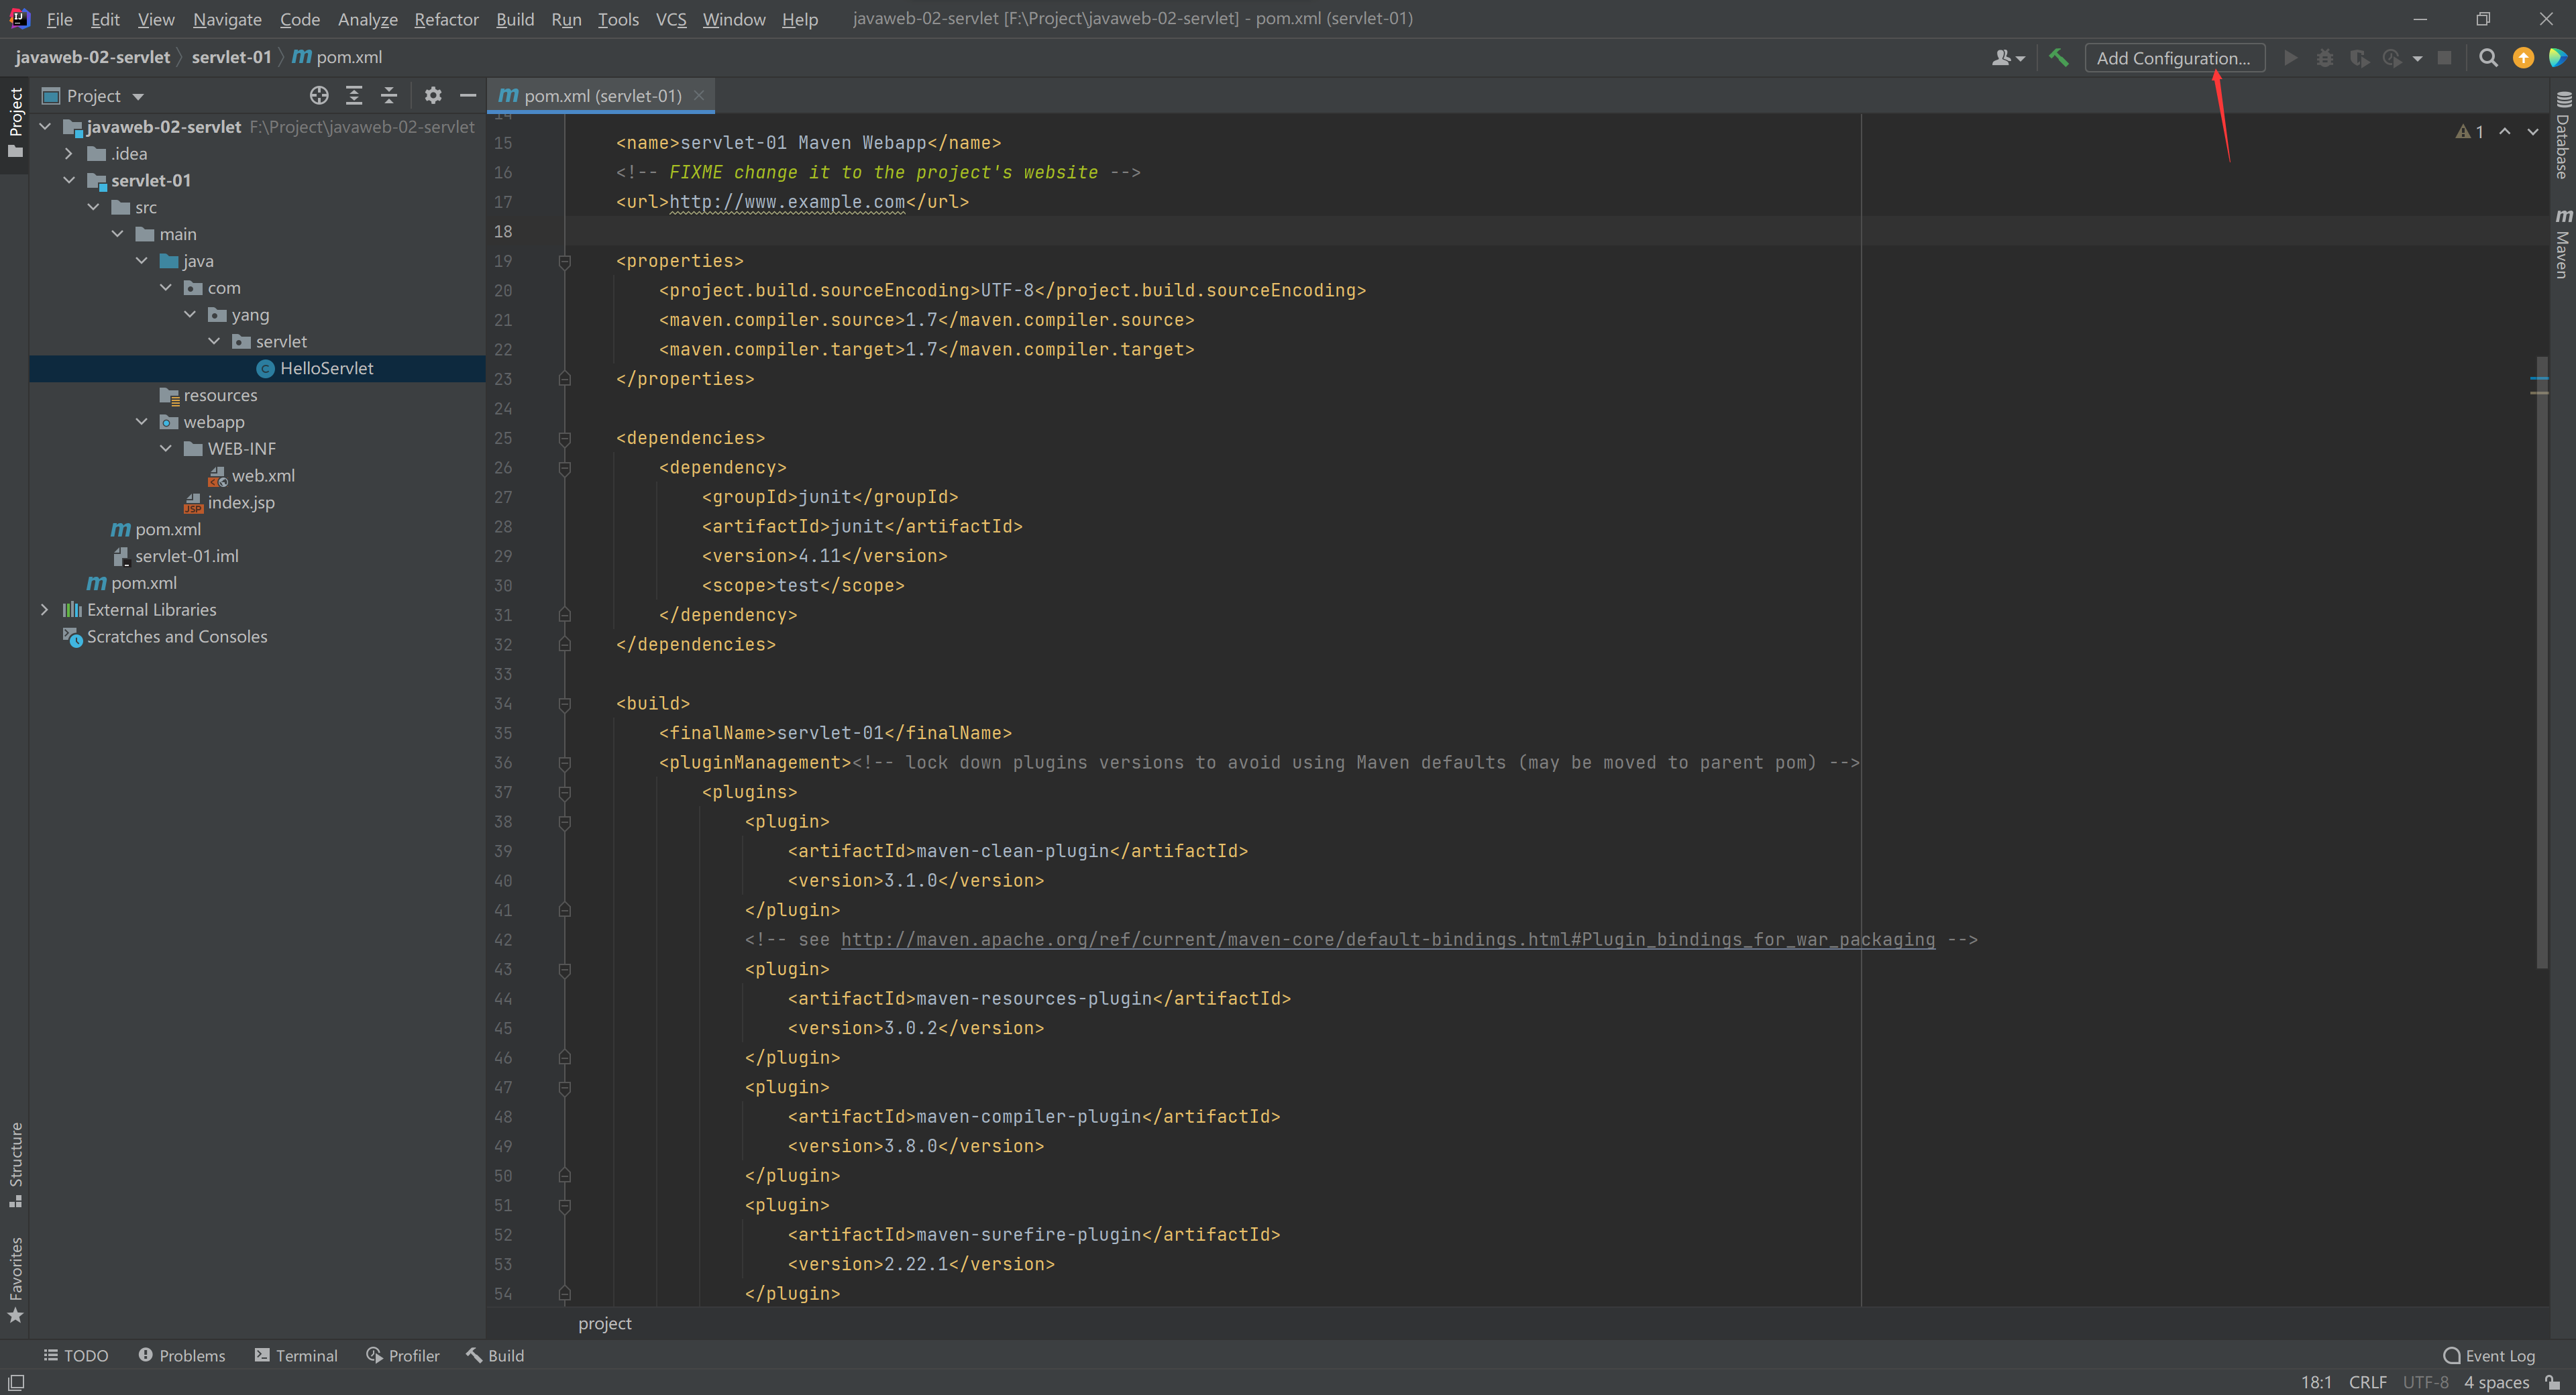 File Edit View Navigate Code Analyze Refactor Build Run Tools VCS Window Help javaweb-02-servlet [F:\Project\javaweb-02-servlet] - pom.xml (servlet-01)
javaweb-02-servlet servlet-01 m pom.xml Add Configuration...
Project
Project
m pom.xml (servlet-01)
javaweb-02-servlet F:\Project\javaweb-02-servlet
.idea
servlet-01
src
main
java
com
yang
servlet
C HelloServlet
resources
webapp
WEB-INF
web.xml
JSP index.jsp
m pom.xml
servlet-01.iml
m pom.xml
External Libraries
Scratches and Consoles
Structure
Favorites
1
14
15 <name>servlet-01 Maven Webapp</name>
16 <!-- FIXME change it to the project's website -->
17 <url>http://www.example.com</url>
18
19 <properties>
20 <project.build.sourceEncoding>UTF-8</project.build.sourceEncoding>
21 <maven.compiler.source>1.7</maven.compiler.source>
22 <maven.compiler.target>1.7</maven.compiler.target>
23 </properties>
24
25 <dependencies>
26 <dependency>
27 <groupId>junit</groupId>
28 <artifactId>junit</artifactId>
29 <version>4.11</version>
30 <scope>test</scope>
31 </dependency>
32 </dependencies>
33
34 <build>
35 <finalName>servlet-01</finalName>
36 <pluginManagement><!-- lock down plugins versions to avoid using Maven defaults (may be moved to parent pom) -->
37 <plugins>
38 <plugin>
39 <artifactId>maven-clean-plugin</artifactId>
40 <version>3.1.0</version>
41 </plugin>
42 <!-- see http://maven.apache.org/ref/current/maven-core/default-bindings.html#Plugin_bindings_for_war_packaging -->
43 <plugin>
44 <artifactId>maven-resources-plugin</artifactId>
45 <version>3.0.2</version>
46 </plugin>
47 <plugin>
48 <artifactId>maven-compiler-plugin</artifactId>
49 <version>3.8.0</version>
50 </plugin>
51 <plugin>
52 <artifactId>maven-surefire-plugin</artifactId>
53 <version>2.22.1</version>
54 </plugin>
project
Database
m Maven
TODO Problems Terminal Profiler Build Event Log
18:1 CRLF UTF-8 4 spaces